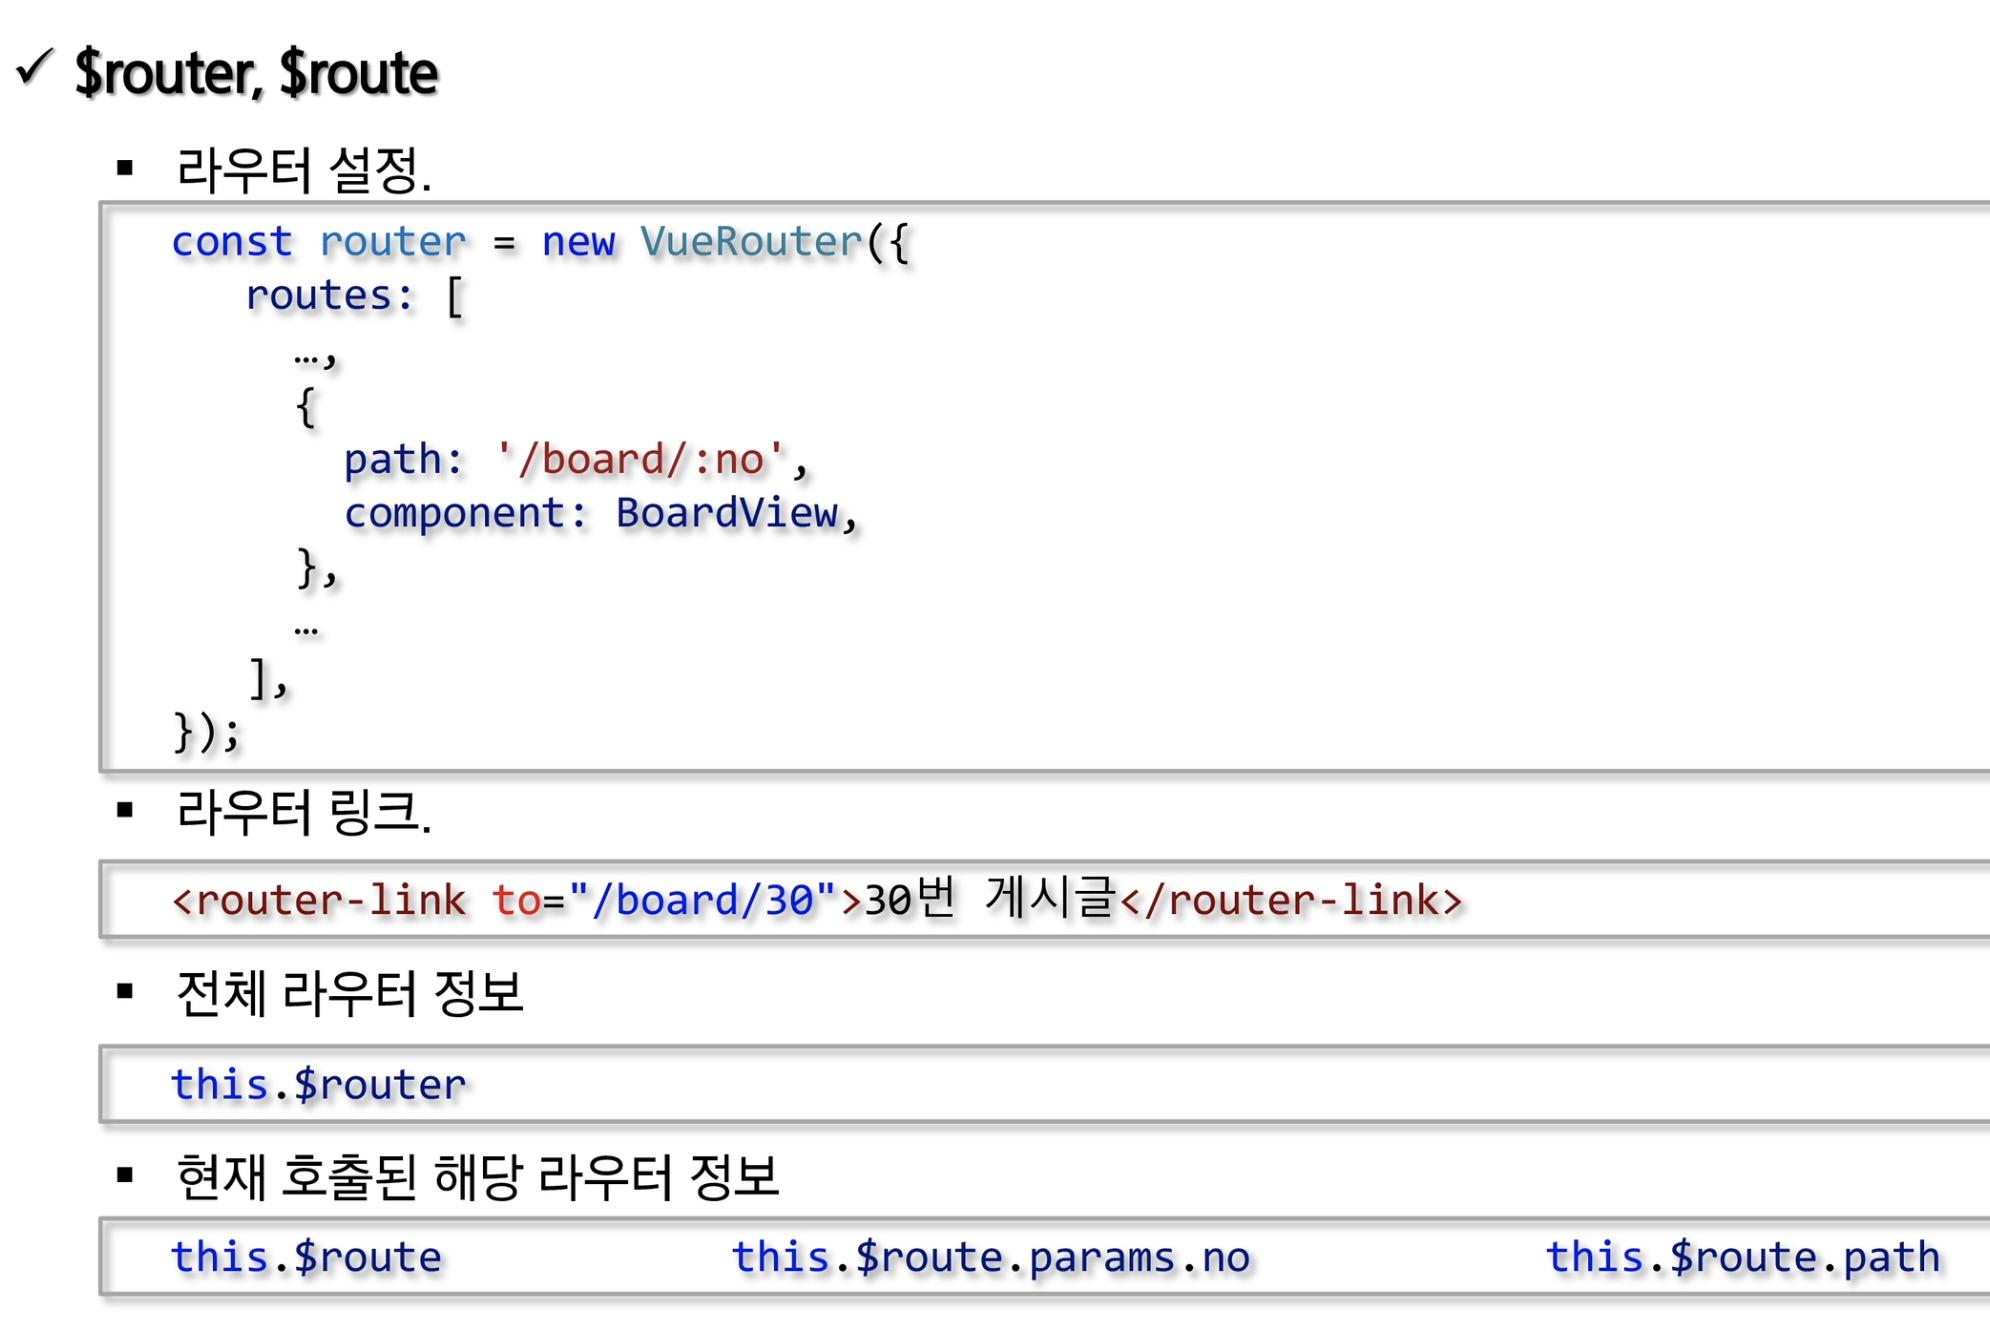 ✓ $router, $route
▪ 라우터 설정.
const router = new VueRouter({
routes: [
…,
{
path: '/board/:no',
component: BoardView,
},
…
],
});
▪ 라우터 링크.
<router-link to="/board/30">30번 게시글</router-link>
▪ 전체 라우터 정보
this.$router
▪ 현재 호출된 해당 라우터 정보
this.$route this.$route.params.no this.$route.path